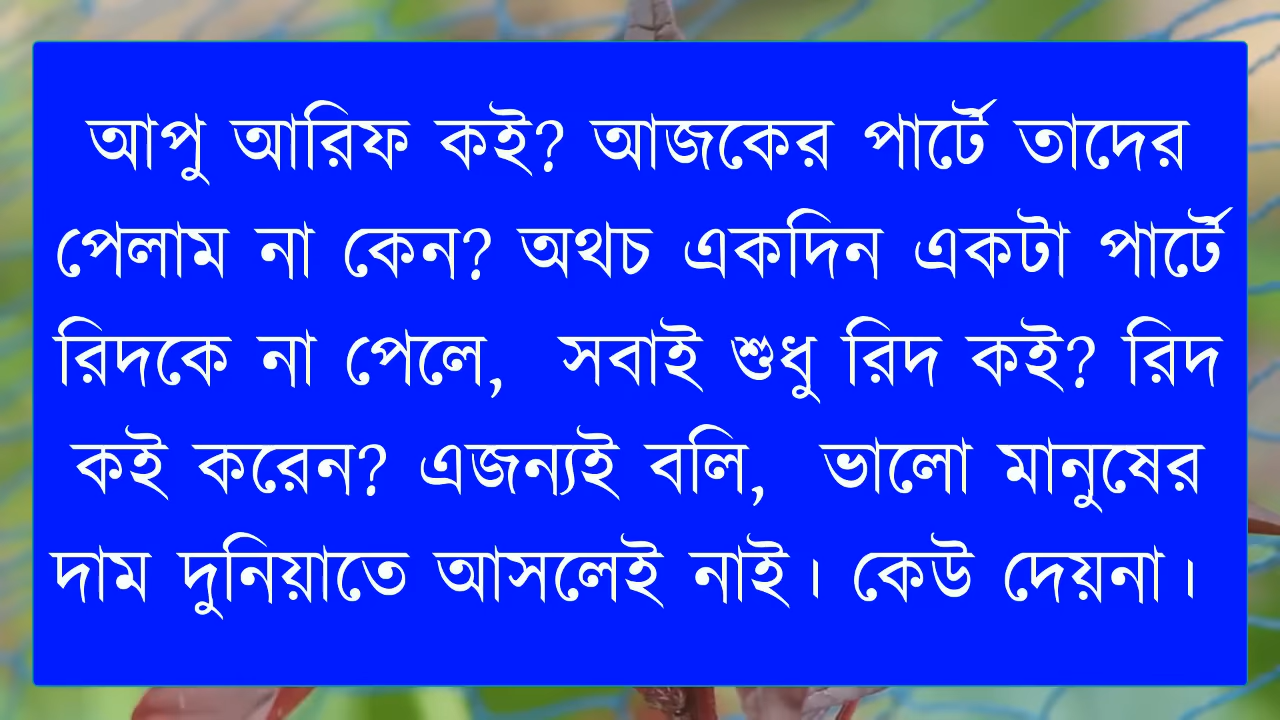 আপু আরিফ কই? আজকের পার্টে তাদের
পেলাম না কেন? অথচ একদিন একটা পার্টে
রিদকে না পেলে, সবাই শুধু রিদ কই? রিদ
কই করেন? এজন্যই বলি, ভালো মানুষের
দাম দুনিয়াতে আসলেই নাই। কেউ দেয়না।